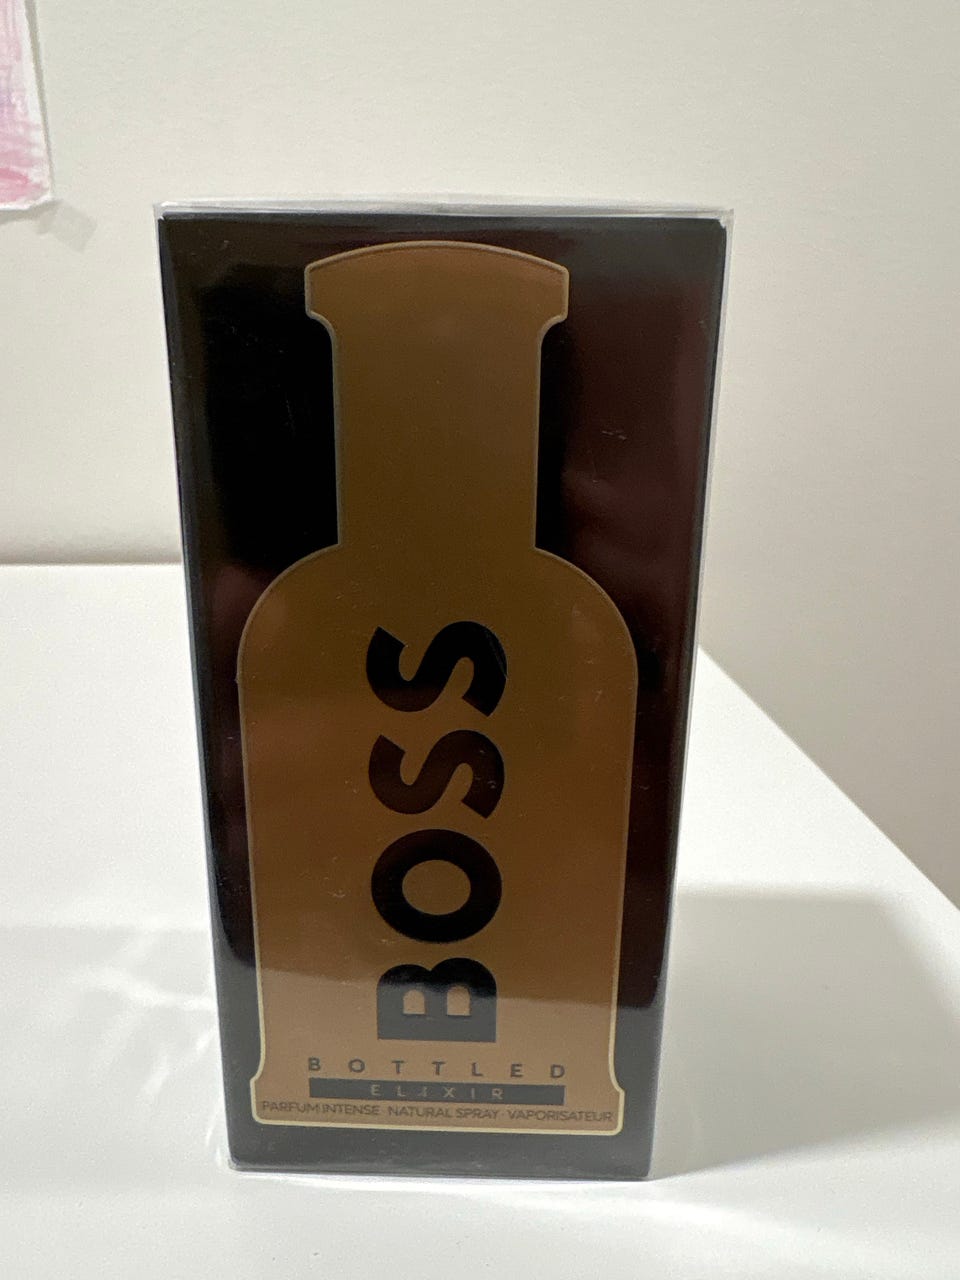 BOSS
BOTTLED
ELIXIR
PARFUM INTENSE · NATURAL SPRAY · VAPORISATEUR